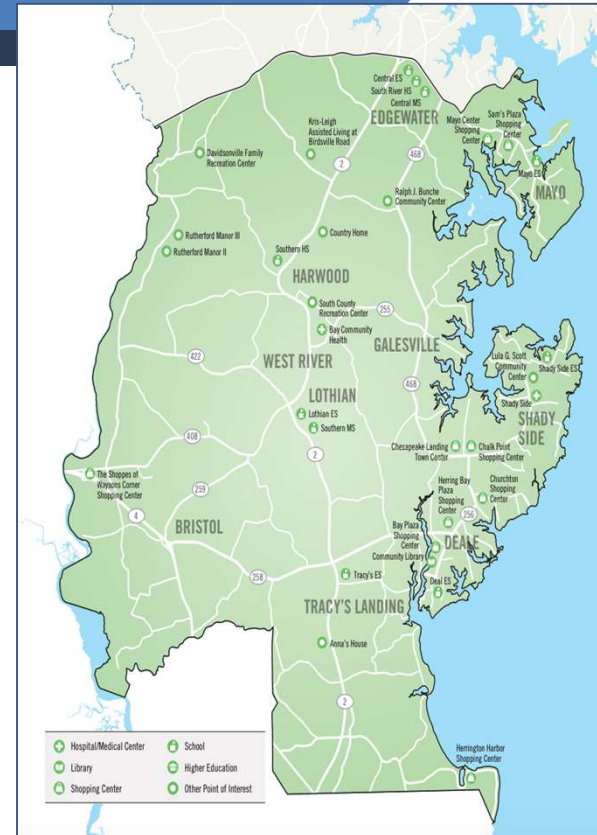 Central ES
South River HS
Central MS
EDGEWATER
Mayo Center
Shopping
Center
Sam's Plaza
Shopping
Center
Mayo ES
MAYO
Kris-Leigh
Assisted Living at
Birdsville Road
Davidsonville Family
Recreation Center
2
468
Ralph J. Bunche
Community Center
Rutherford Manor III
Rutherford Manor II
Country Home
Southern HS
HARWOOD
South County
Recreation Center
255
Bay Community
Health
GALESVILLE
WEST RIVER
422
Lula G. Scott
Community
Center
Shady Side ES
Shady Side
SHADY
SIDE
468
LOTHIAN
Lothian ES
Southern MS
408
2
Chesapeake Landing
Town Center
Chalk Point
Shopping Center
The Shoppes of
Waysons Corner
Shopping Center
259
4
BRISTOL
Herring Bay
Plaza
Shopping
Center
Churchton
Shopping
Center
256
Bay Plaza
Shopping
Center
Community Library
DEALE
258
Tracy's ES
Deal ES
TRACY'S LANDING
Anna's House
2
Herrington Harbor
Shopping Center
Hospital/Medical Center
School
Library
Higher Education
Shopping Center
Other Point of Interest